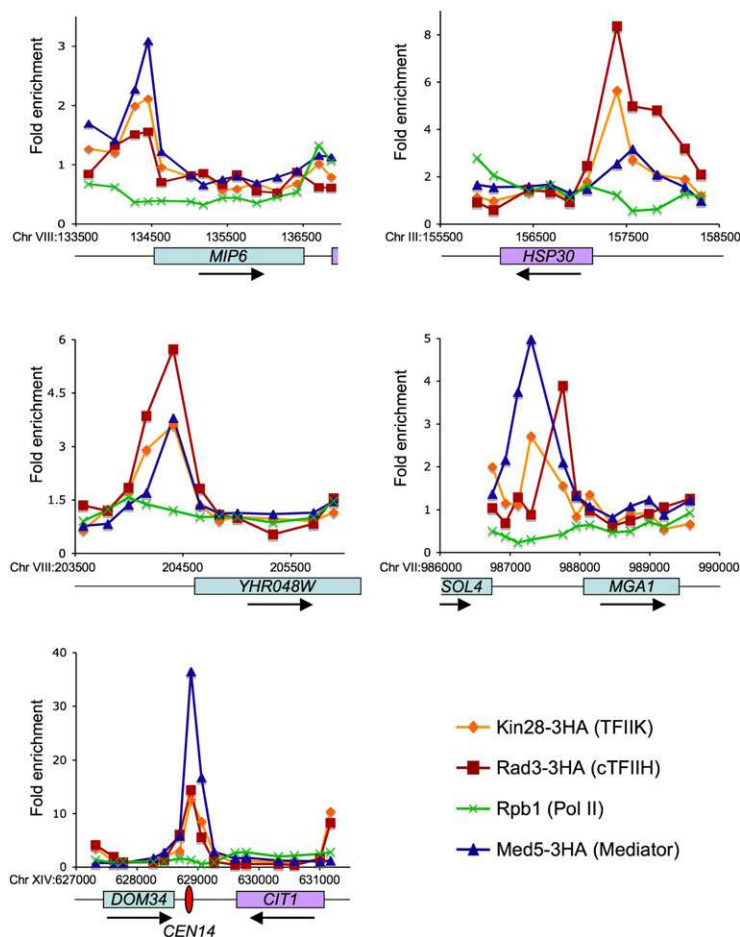 Fold enrichment
3
2
1
0
Chr VIII:133500 134500 135500 136500
MIP6
Fold enrichment
8
6
4
2
0
Chr III:155500 156500 157500 158500
HSP30
Fold enrichment
6
4.5
3
1.5
0
Chr VIII:203500 204500 205500
YHR048W
Fold enrichment
5
4
3
2
1
0
Chr VII:986000 987000 988000 989000 990000
SOL4 MGA1
Fold enrichment
40
30
20
10
0
Chr XIV:627000 628000 629000 630000 631000
DOM34 CIT1
CEN14
Kin28-3HA (TFIIK)
Rad3-3HA (cTFIIH)
Rpb1 (Pol II)
Med5-3HA (Mediator)